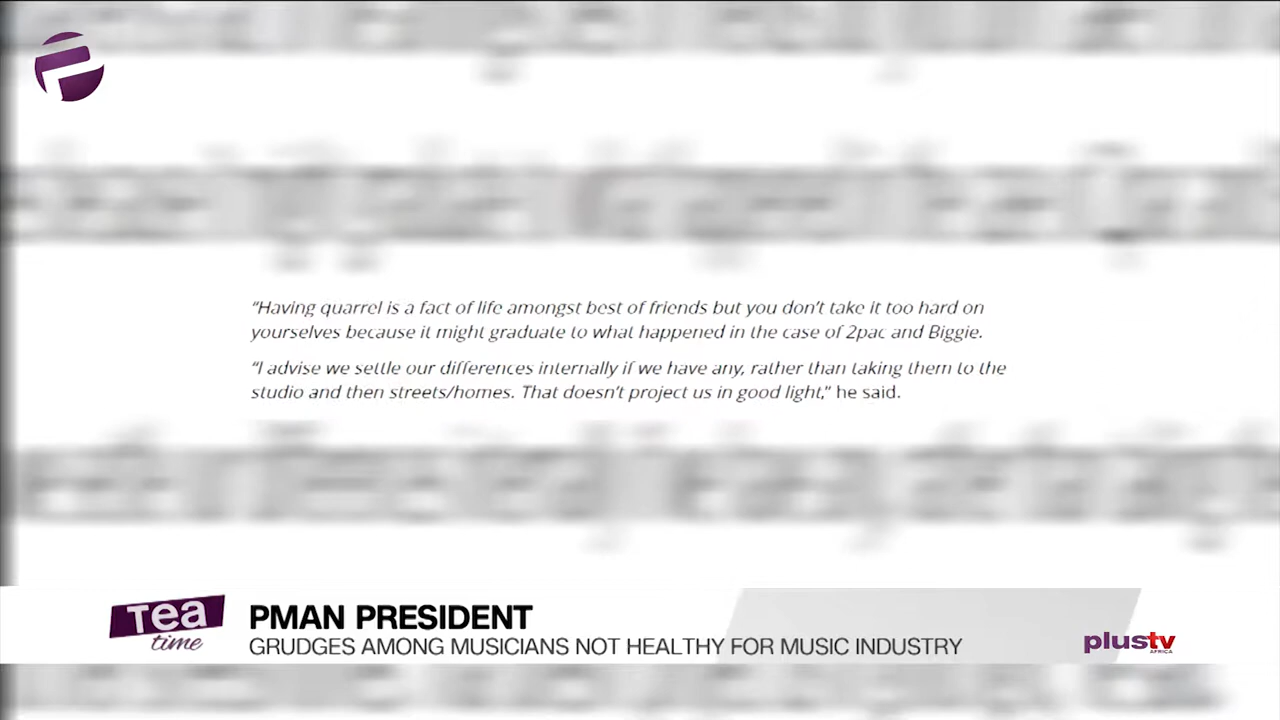 “Having quarrel is a fact of life amongst best of friends but you don’t take it too hard on
yourselves because it might graduate to what happened in the case of 2pac and Biggie.
“I advise we settle our differences internally if we have any, rather than taking them to the
studio and then streets/homes. That doesn’t project us in good light,” he said.
Tea
time
PMAN PRESIDENT
GRUDGES AMONG MUSICIANS NOT HEALTHY FOR MUSIC INDUSTRY
plustv
AFRICA